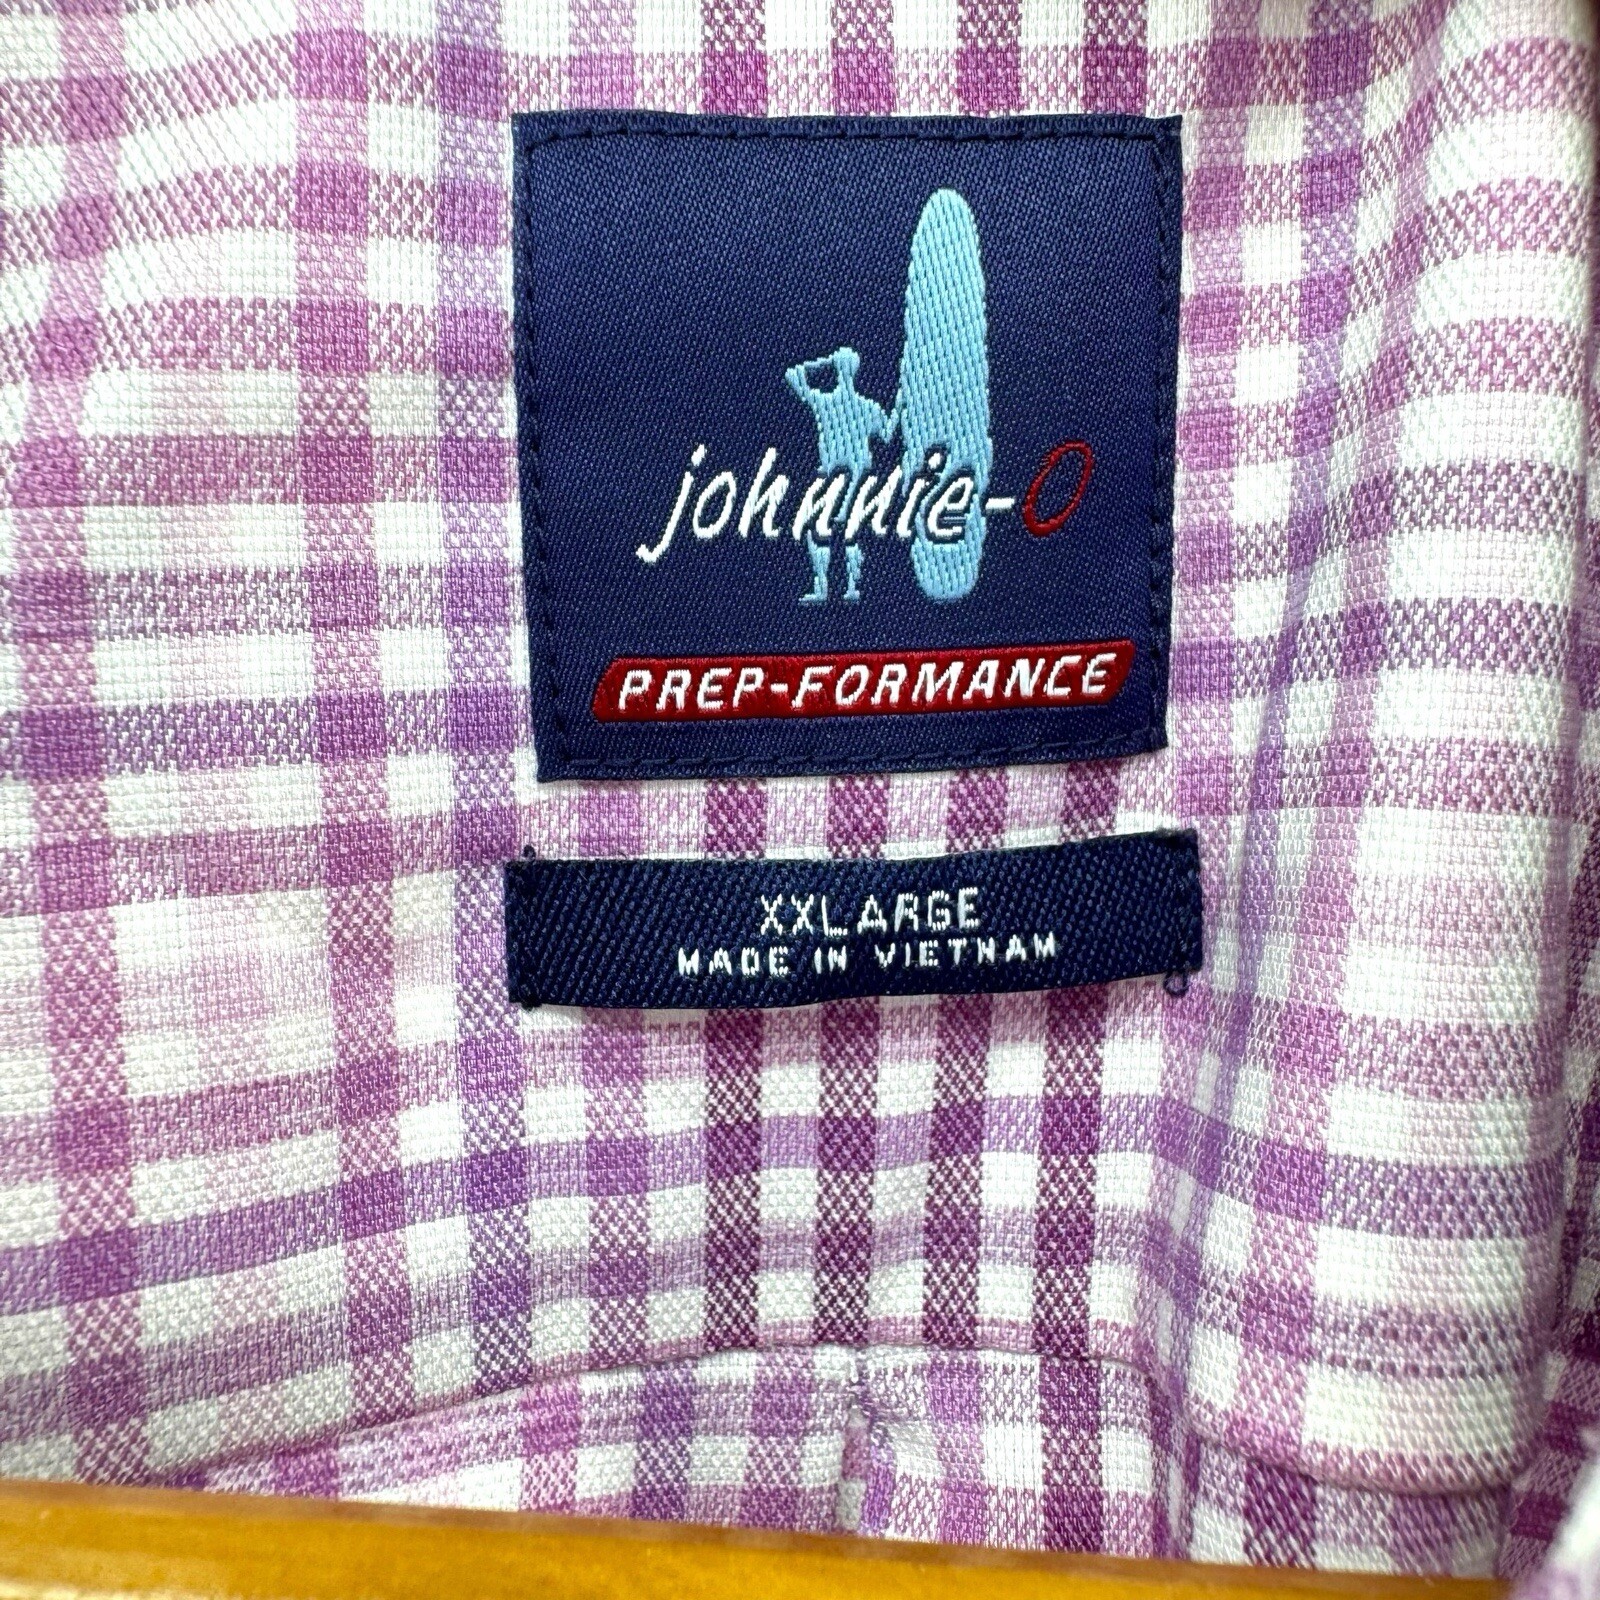 johnnie-O
PREP-FORMANCE
XXLARGE
MADE IN VIETNAM